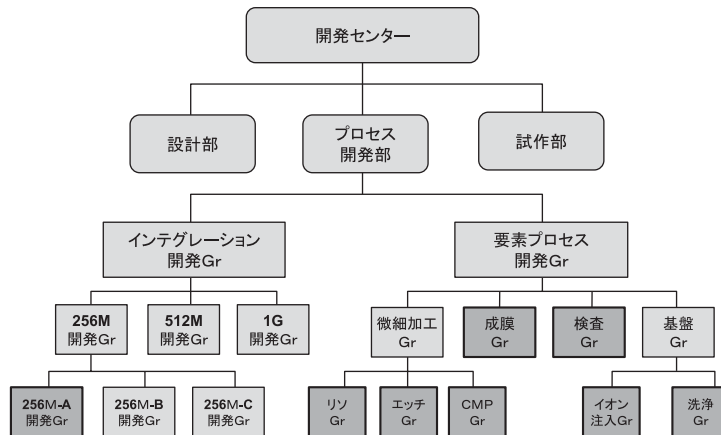 開発センター
設計部
プロセス
開発部
試作部
インテグレーション
開発Gr
要素プロセス
開発Gr
256M
開発Gr
512M
開発Gr
1G
開発Gr
微細加工
Gr
成膜
Gr
検査
Gr
基盤
Gr
256M-A
開発Gr
256M-B
開発Gr
256M-C
開発Gr
リソ
Gr
エッチ
Gr
CMP
Gr
イオン
注入Gr
洗浄
Gr